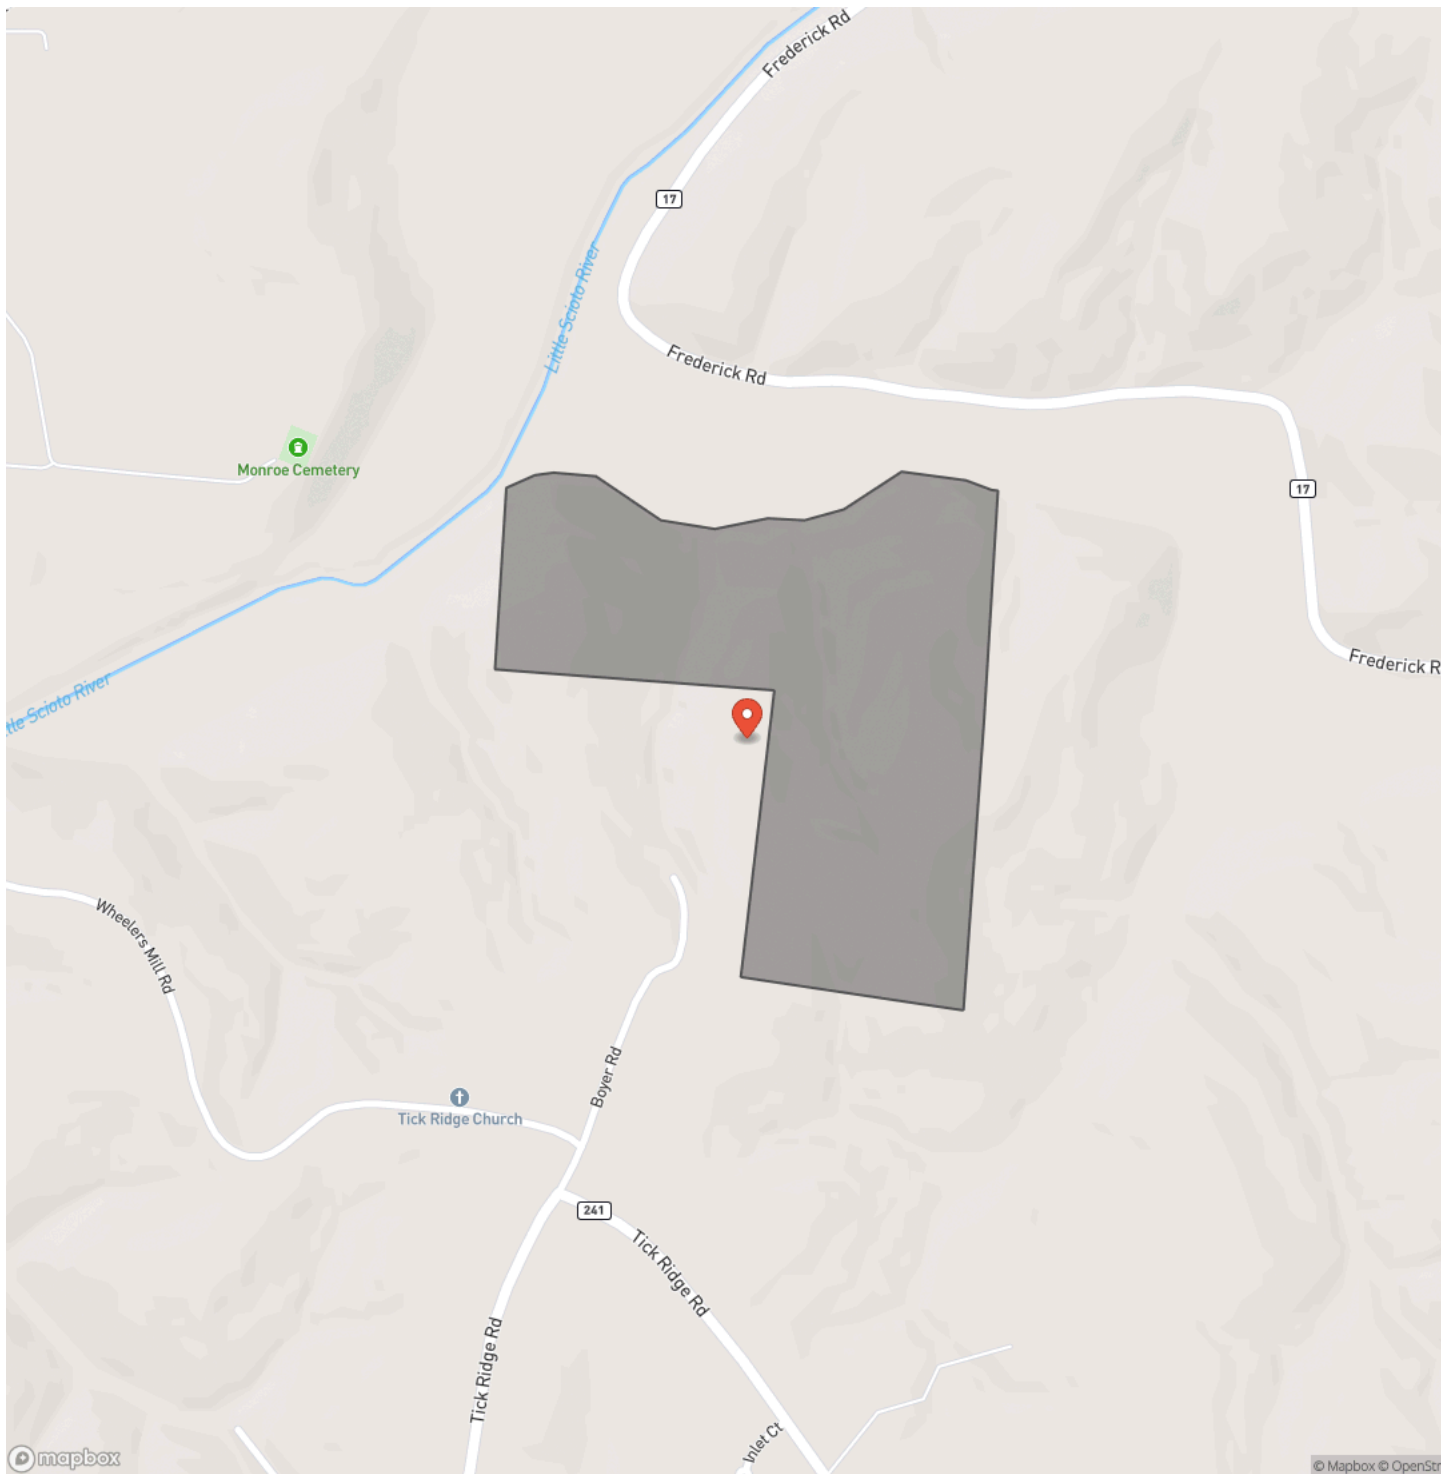 Frederick Rd
17
Little Scioto River
Frederick Rd
Monroe Cemetery
17
Frederick R
ttle Scioto River
Wheelers Mill Rd
Boyer Rd
Tick Ridge Church
241
Tick Ridge Rd
Tick Ridge Rd
Inlet Ct
mapbox
© Mapbox © OpenStr